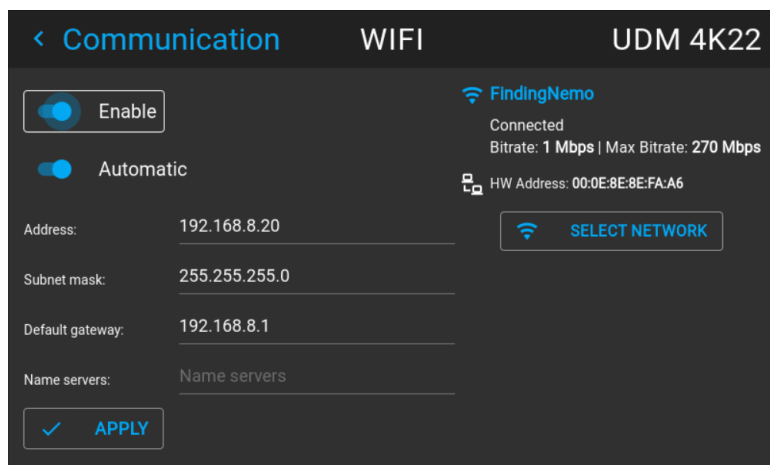 Communication WIFI UDM 4K22
Enable
Automatic
Address: 192.168.8.20
Subnet mask: 255.255.255.0
Default gateway: 192.168.8.1
Name servers: Name servers
APPLY
FindingNemo
Connected
Bitrate: 1 Mbps | Max Bitrate: 270 Mbps
HW Address: 00:0E:8E:8E:FA:A6
SELECT NETWORK